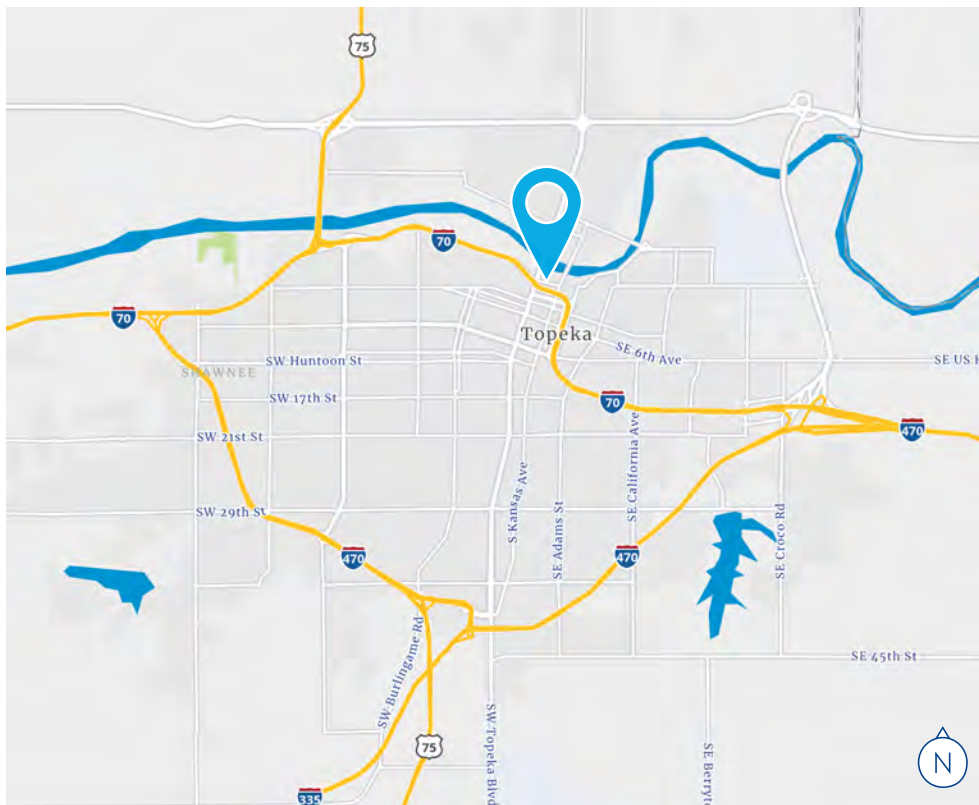 75
70
70
Topeka
SE 6th Ave
SE US H
SW Huntoon St
SHAWNEE
SW 17th St
70
SW 21st St
470
S Kansas Ave
SE Adams St
SE California Ave
SE Croco Rd
SW 29th St
470
470
SW Burlingame Rd
SE 45th St
SW Topeka Blvd
SE Berryto
75
335
N